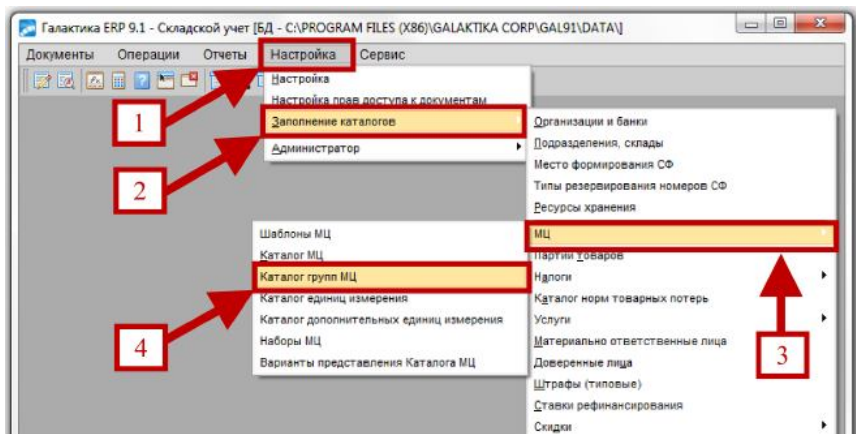 Галактика ERP 9.1 - Складской учет [БД - C:\PROGRAM FILES (X86)\GALAKTIKA CORP\GAL91\DATA\]
Документы Операции Отчеты Настройка Сервис
Настройка
Настройка прав доступа к документам
1
Заполнение каталогов
Организации и банки
Администратор
Подразделения, склады
2
Место формирования СФ
Типы резервирования номеров СФ
Ресурсы хранения
Шаблоны МЦ
МЦ
Каталог МЦ
Партии товаров
Каталог групп МЦ
Налоги
Каталог единиц измерения
Каталог норм товарных потерь
Каталог дополнительных единиц измерения
Услуги
4
Наборы МЦ
Материально ответственные лица
3
Варианты представления Каталога МЦ
Доверенные лица
Штрафы (типовые)
Ставки рефинансирования
Скидки